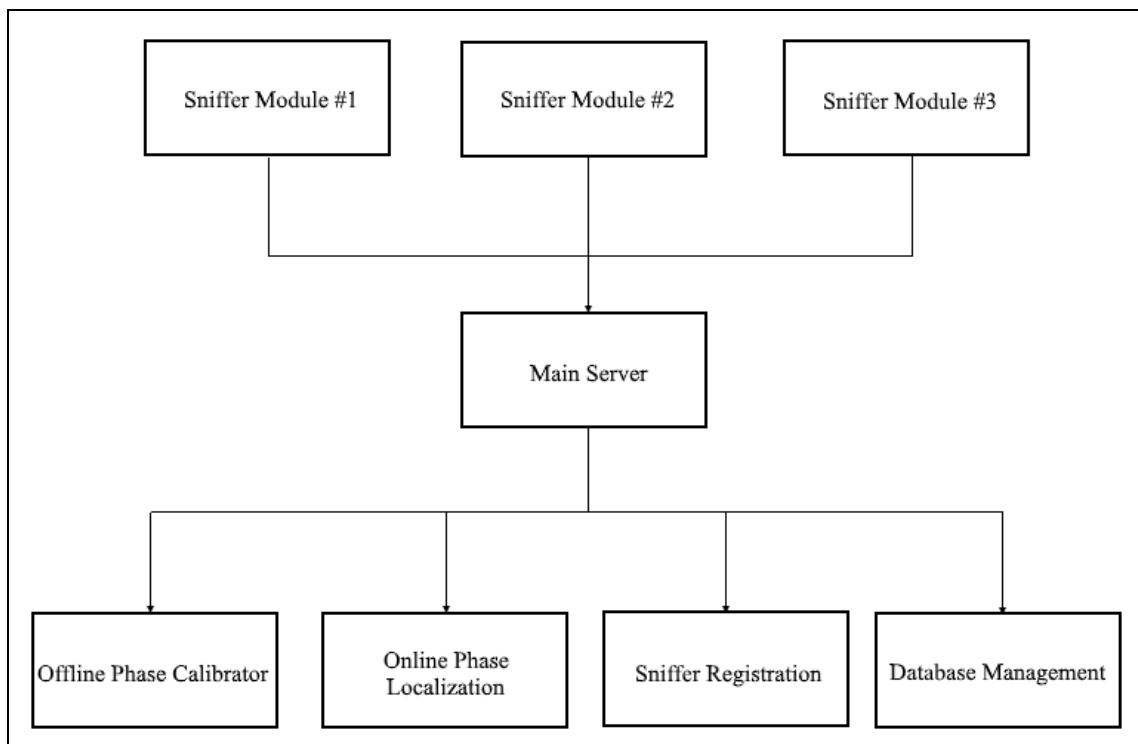 Sniffer Module #1
Sniffer Module #2
Sniffer Module #3
Main Server
Offline Phase Calibrator
Online Phase
Localization
Sniffer Registration
Database Management